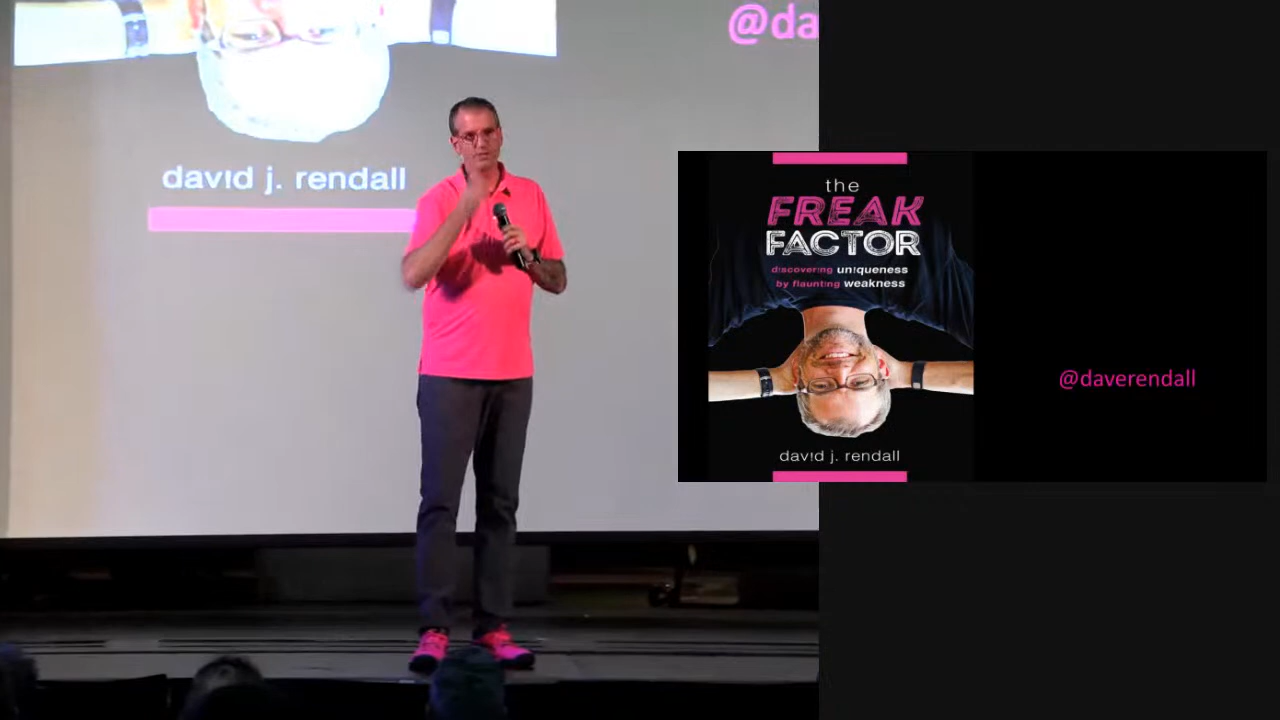 @da
david j. rendall
the
FREAK
FACTOR
discovering uniqueness
by flaunting weakness
@daverendall
david j. rendall